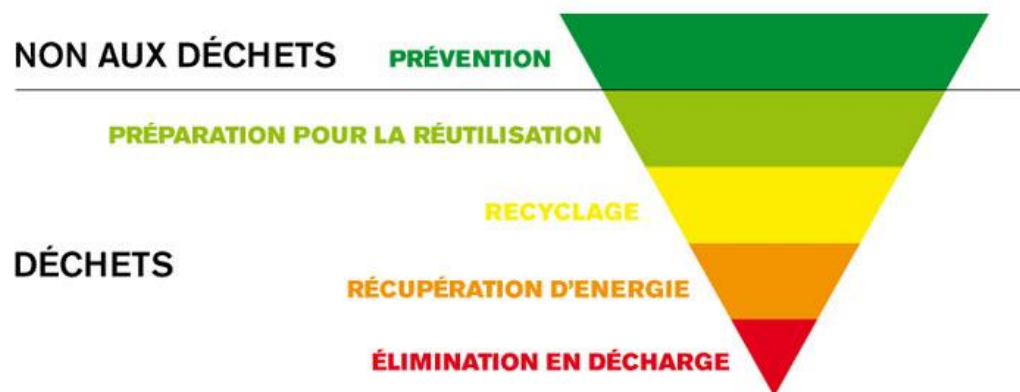 NON AUX DÉCHETS
PRÉVENTION
PRÉPARATION POUR LA RÉUTILISATION
RECYCLAGE
DÉCHETS
RÉCUPÉRATION D'ENERGIE
ÉLIMINATION EN DÉCHARGE